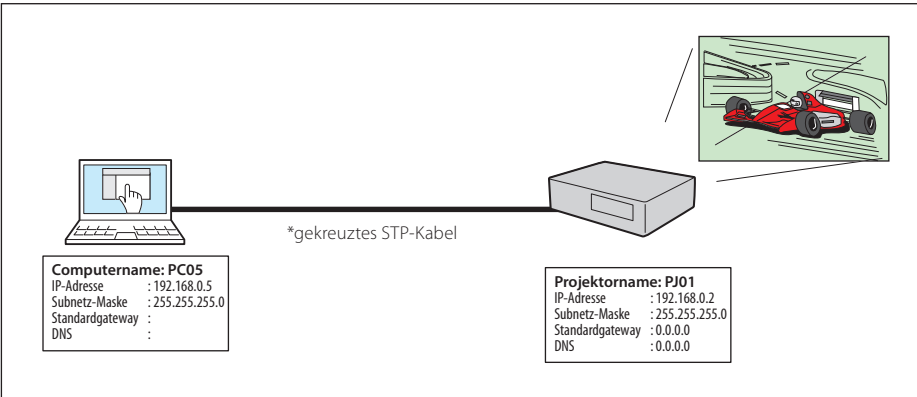 *gekreuztes STP-Kabel
Computername: PC05
IP-Adresse : 192.168.0.5
Subnetz-Maske : 255.255.255.0
Standardgateway :
DNS :
Projektorname: PJ01
IP-Adresse : 192.168.0.2
Subnetz-Maske : 255.255.255.0
Standardgateway : 0.0.0.0
DNS : 0.0.0.0